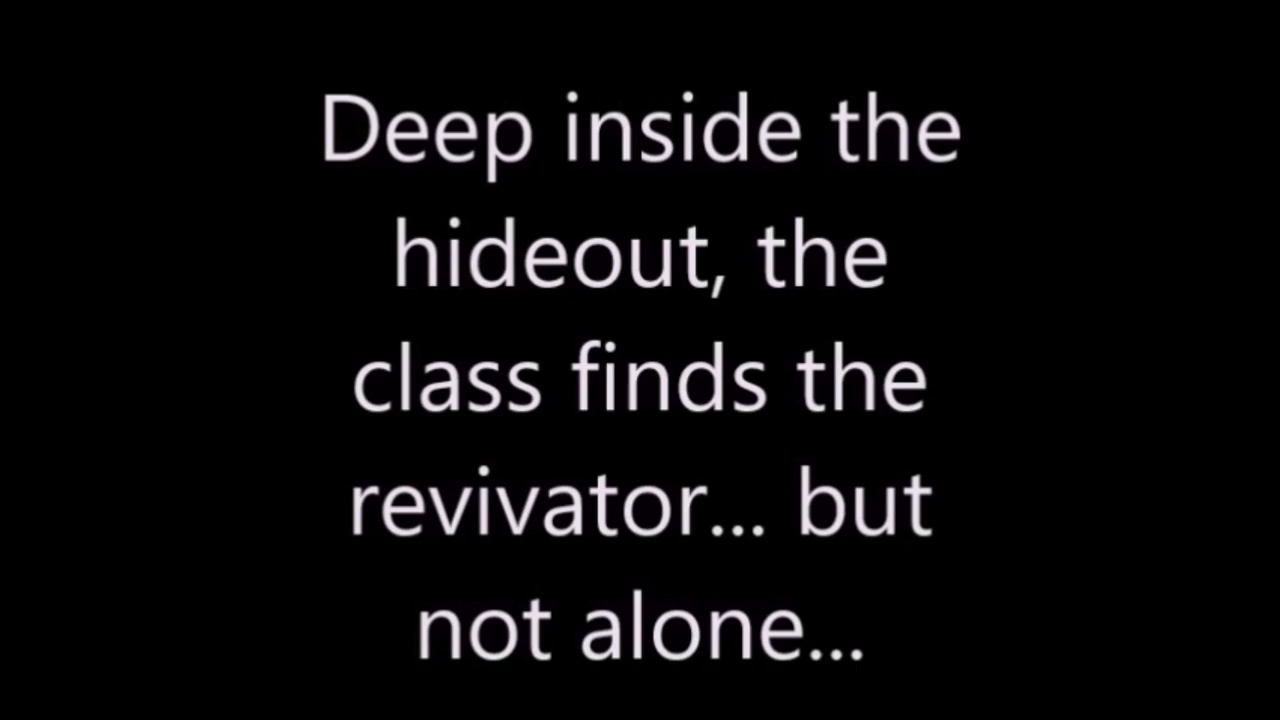 Deep inside the
hideout, the
class finds the
revivator... but
not alone...